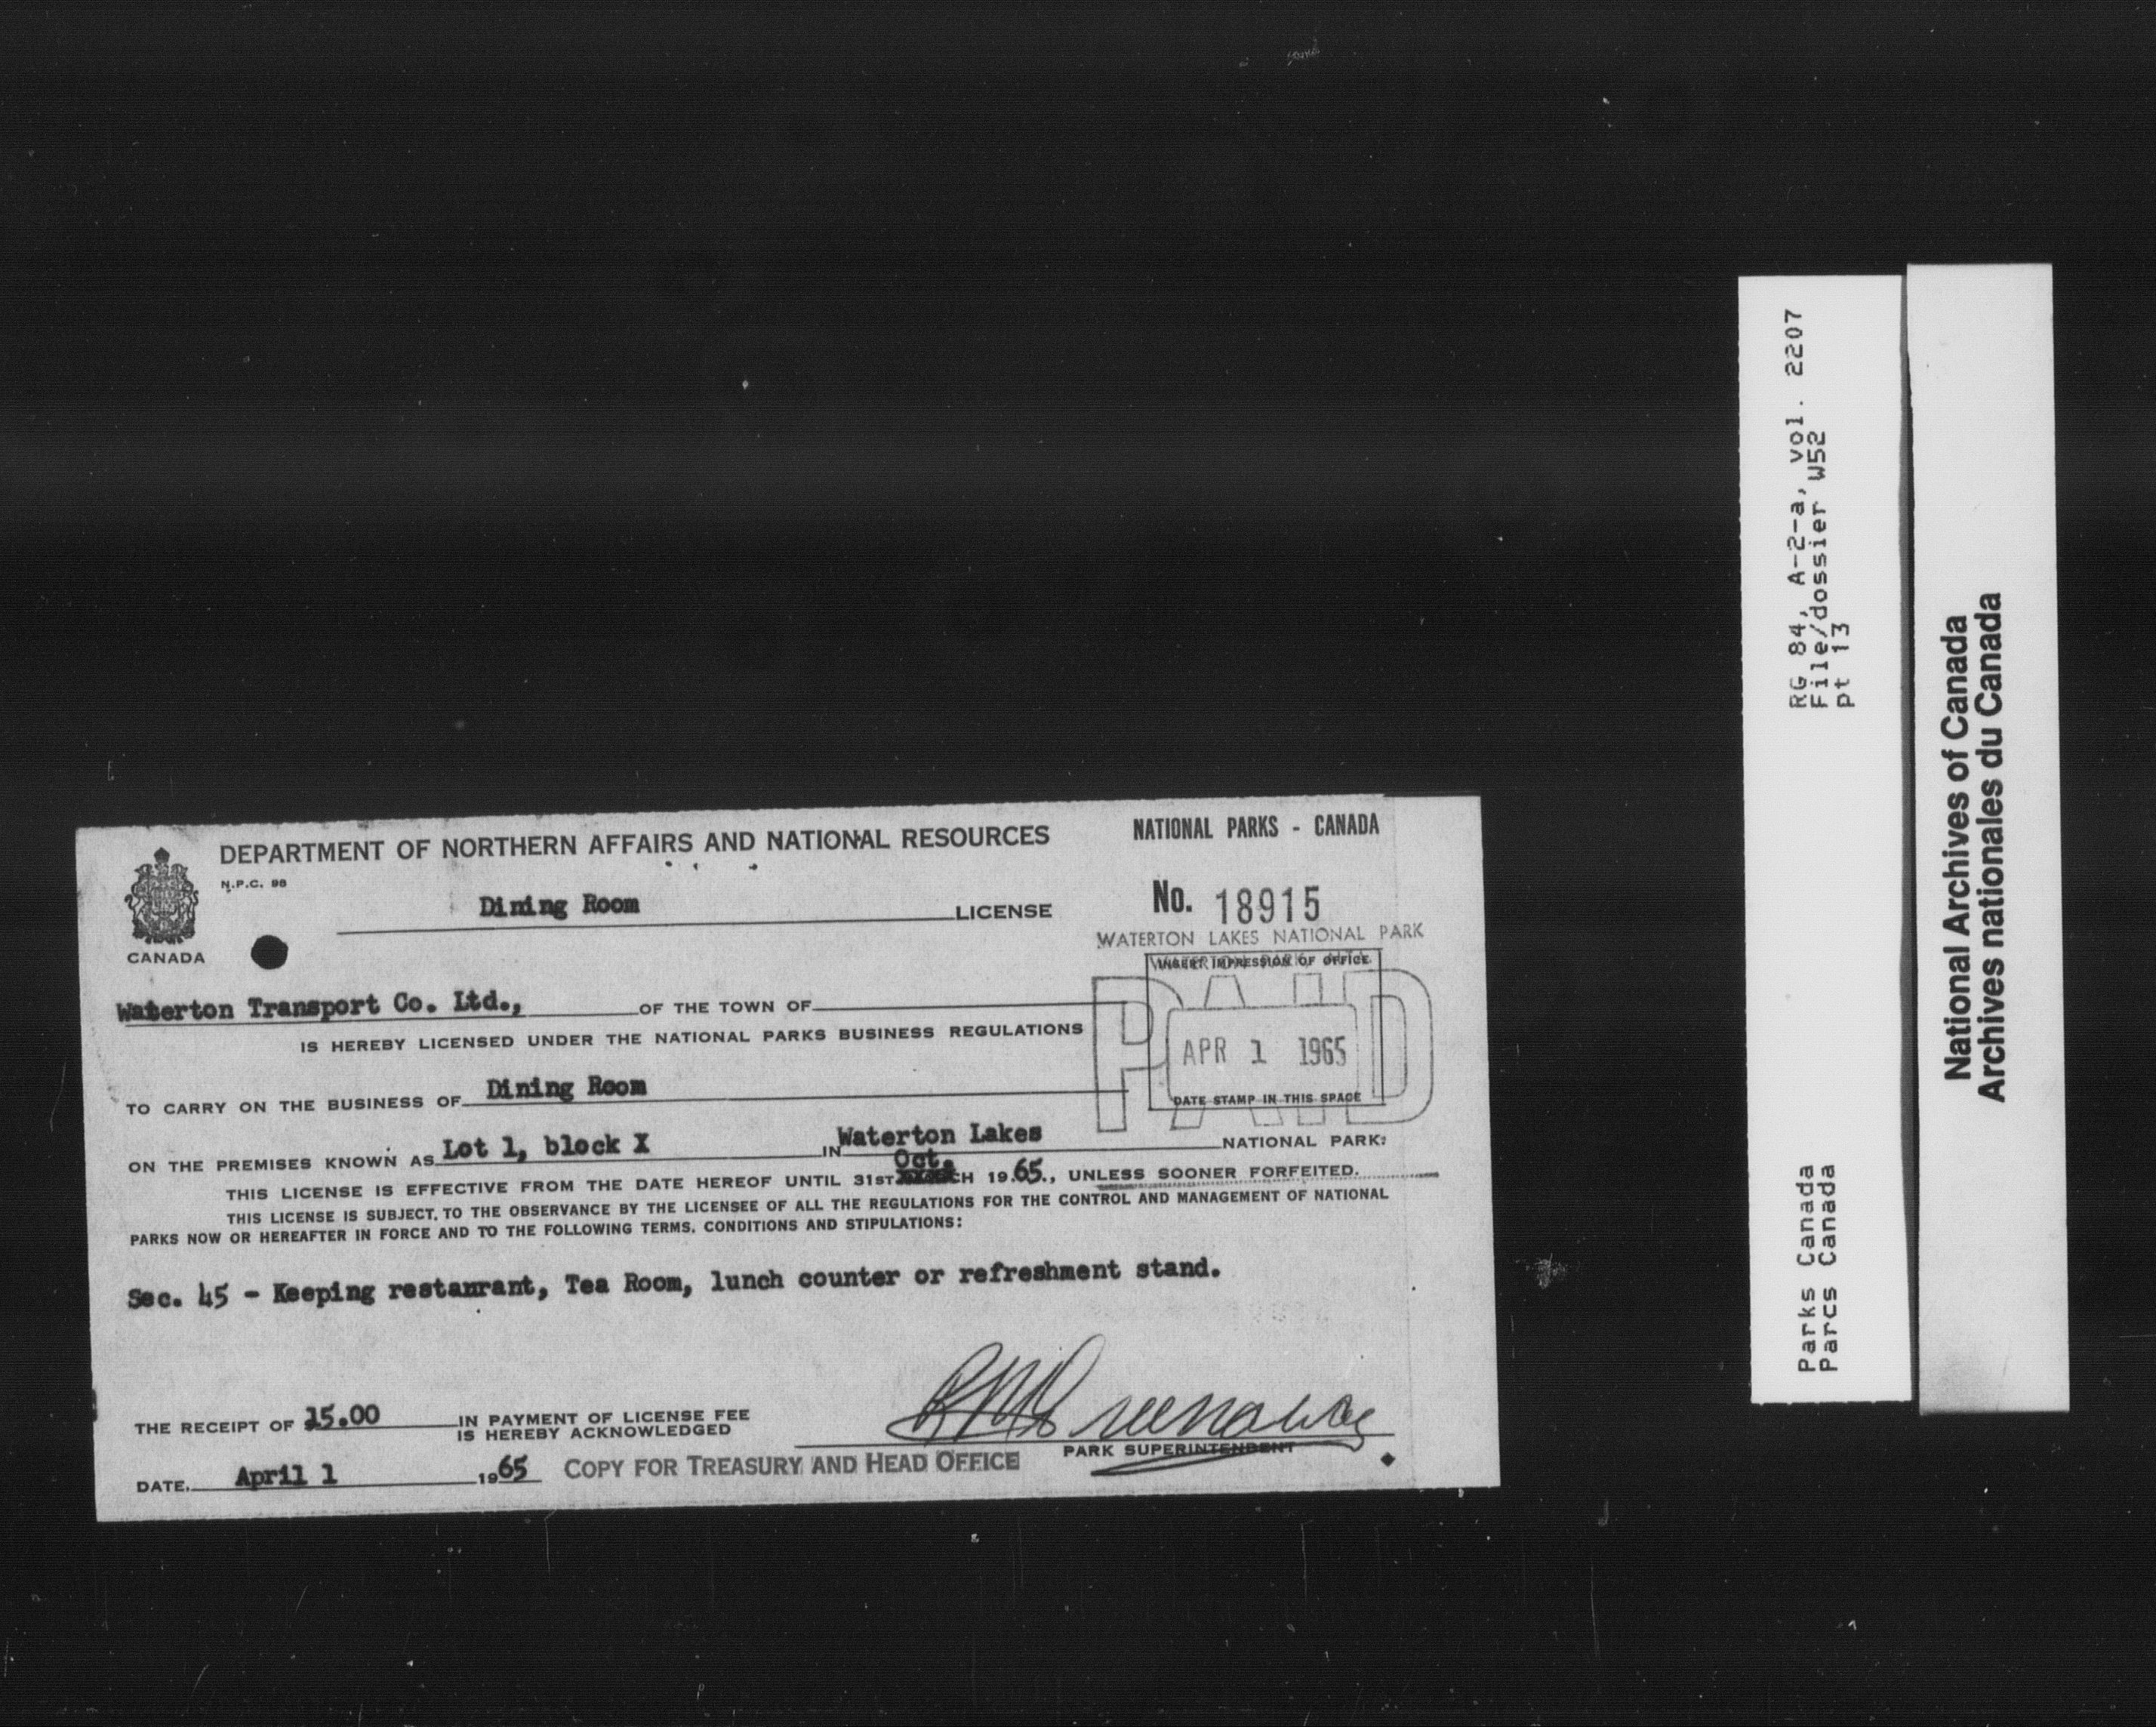 DEPARTMENT OF NORTHERN AFFAIRS AND NATIONAL RESOURCES
NATIONAL PARKS - CANADA
N.P.C. 98
Dining Room LICENSE
No. 18915
CANADA
WATERTON LAKES NATIONAL PARK
INSERT IMPRESSION OF OFFICE
Waterton Transport Co. Ltd., OF THE TOWN OF
PAID
IS HEREBY LICENSED UNDER THE NATIONAL PARKS BUSINESS REGULATIONS
APR 1 1965
TO CARRY ON THE BUSINESS OF Dining Room
DATE STAMP IN THIS SPACE
ON THE PREMISES KNOWN AS Lot 1, block X IN Waterton Lakes NATIONAL PARK:
Oct.
THIS LICENSE IS EFFECTIVE FROM THE DATE HEREOF UNTIL 31ST MARCH 19.65., UNLESS SOONER FORFEITED.
THIS LICENSE IS SUBJECT, TO THE OBSERVANCE BY THE LICENSEE OF ALL THE REGULATIONS FOR THE CONTROL AND MANAGEMENT OF NATIONAL
PARKS NOW OR HEREAFTER IN FORCE AND TO THE FOLLOWING TERMS, CONDITIONS AND STIPULATIONS:
Sec. 45 - Keeping restaurant, Tea Room, lunch counter or refreshment stand.
THE RECEIPT OF 15.00 IN PAYMENT OF LICENSE FEE
IS HEREBY ACKNOWLEDGED
PARK SUPERINTENDENT
DATE. April 1 1965 COPY FOR TREASURY AND HEAD OFFICE
RG 84, A-2-a, vol. 2207
File/dossier W52
pt 13
Parks Canada
Parcs Canada
National Archives of Canada
Archives nationales du Canada